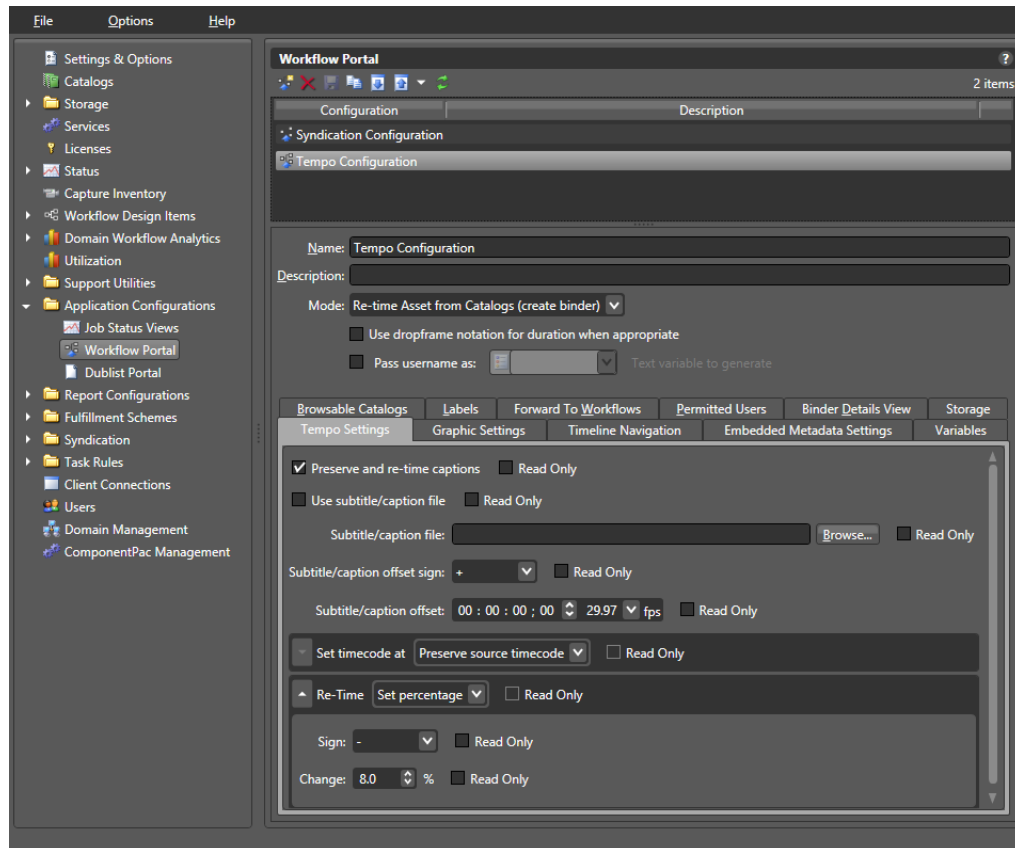 File Options Help
Settings & Options
Catalogs
Storage
Services
Licenses
Status
Capture Inventory
Workflow Design Items
Domain Workflow Analytics
Utilization
Support Utilities
Application Configurations
Job Status Views
Workflow Portal
Dublist Portal
Report Configurations
Fulfillment Schemes
Syndication
Task Rules
Client Connections
Users
Domain Management
ComponentPac Management
Workflow Portal ?
2 items
Configuration Description
Syndication Configuration
Tempo Configuration
Name: Tempo Configuration
Description:
Mode: Re-time Asset from Catalogs (create binder)
Use dropframe notation for duration when appropriate
Pass username as: Text variable to generate
Browsable Catalogs Labels Forward To Workflows Permitted Users Binder Details View Storage
Tempo Settings Graphic Settings Timeline Navigation Embedded Metadata Settings Variables
Preserve and re-time captions Read Only
Use subtitle/caption file Read Only
Subtitle/caption file: Browse... Read Only
Subtitle/caption offset sign: + Read Only
Subtitle/caption offset: 00 : 00 : 00 ; 00 29.97 fps Read Only
Set timecode at Preserve source timecode Read Only
Re-Time Set percentage Read Only
Sign: - Read Only
Change: 8.0 % Read Only